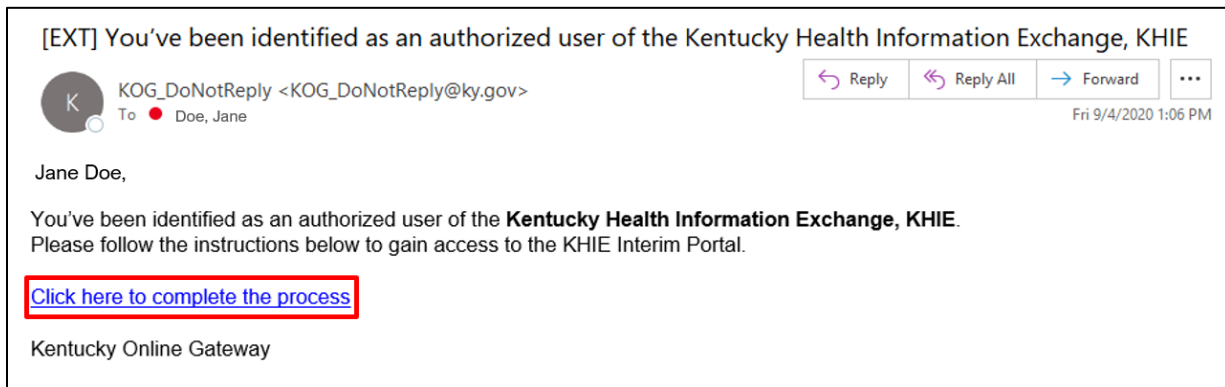 [EXT] You've been identified as an authorized user of the Kentucky Health Information Exchange, KHIE
Reply
Reply All
Forward
K
KOG_DoNotReply <KOG_DoNotReply@ky.gov>
To Doe, Jane
Fri 9/4/2020 1:06 PM
Jane Doe,
You've been identified as an authorized user of the Kentucky Health Information Exchange, KHIE.
Please follow the instructions below to gain access to the KHIE Interim Portal.
Click here to complete the process
Kentucky Online Gateway